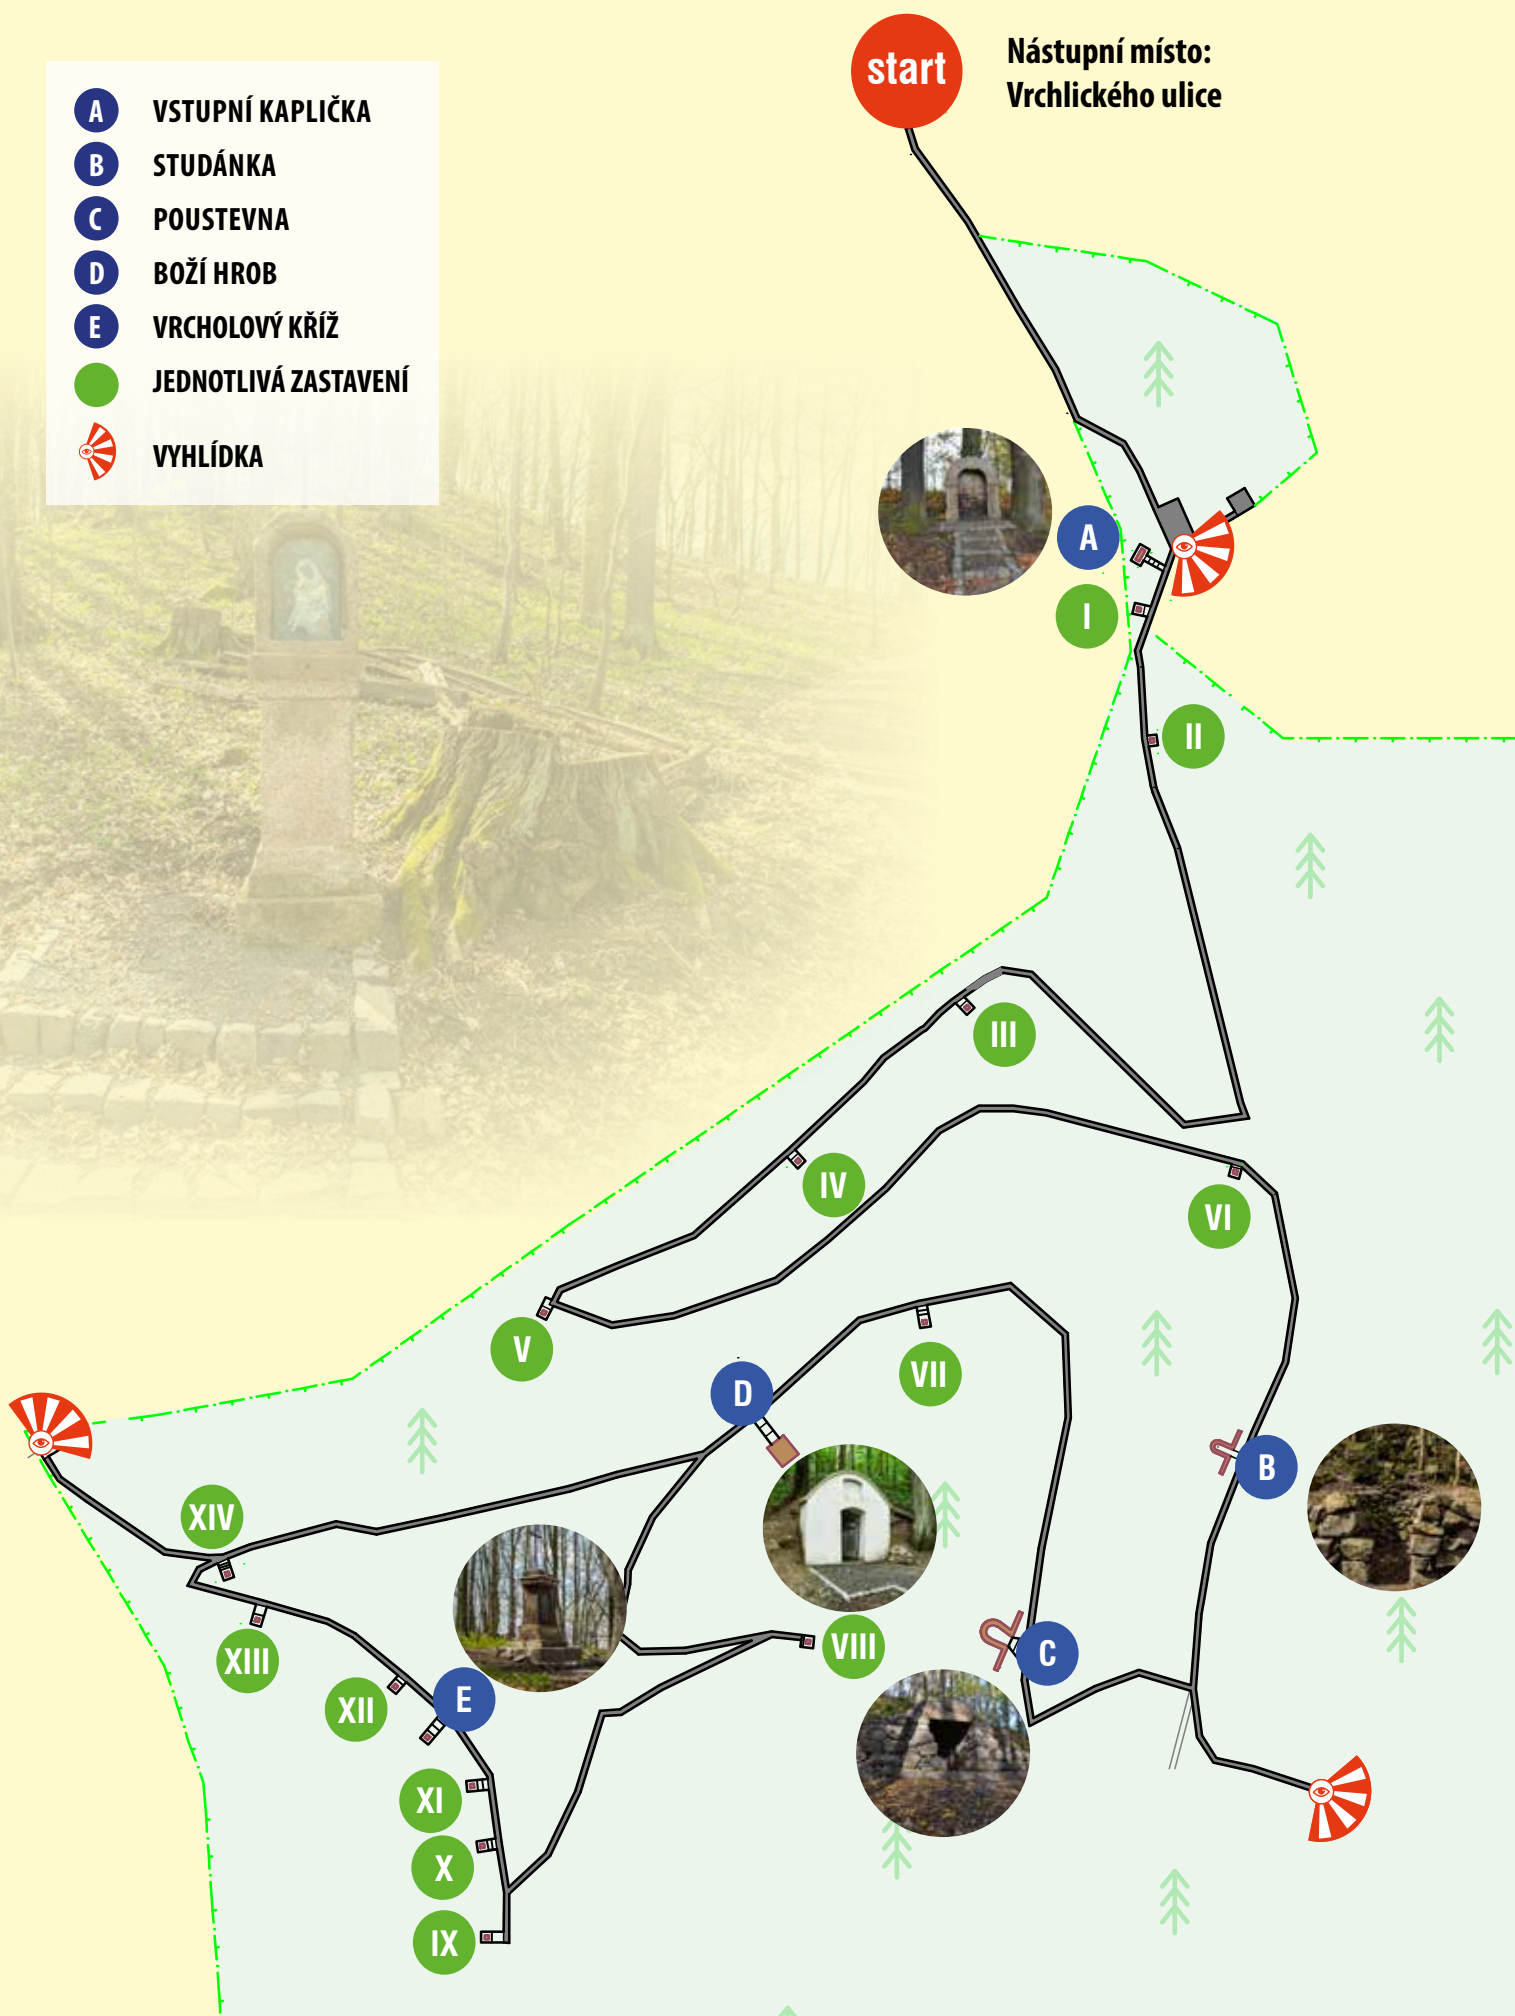 start
Nástupní místo:
Vrchlického ulice
A VSTUPNÍ KAPLIČKA
B STUDÁNKA
C POUSTEVNA
D BOŽÍ HROB
E VRCHOLOVÝ KŘÍŽ
JEDNOTLIVÁ ZASTAVENÍ
VYHLÍDKA
A
I
II
III
IV
VI
V
VII
D
B
XIV
VIII
C
XIII
E
XII
XI
X
IX